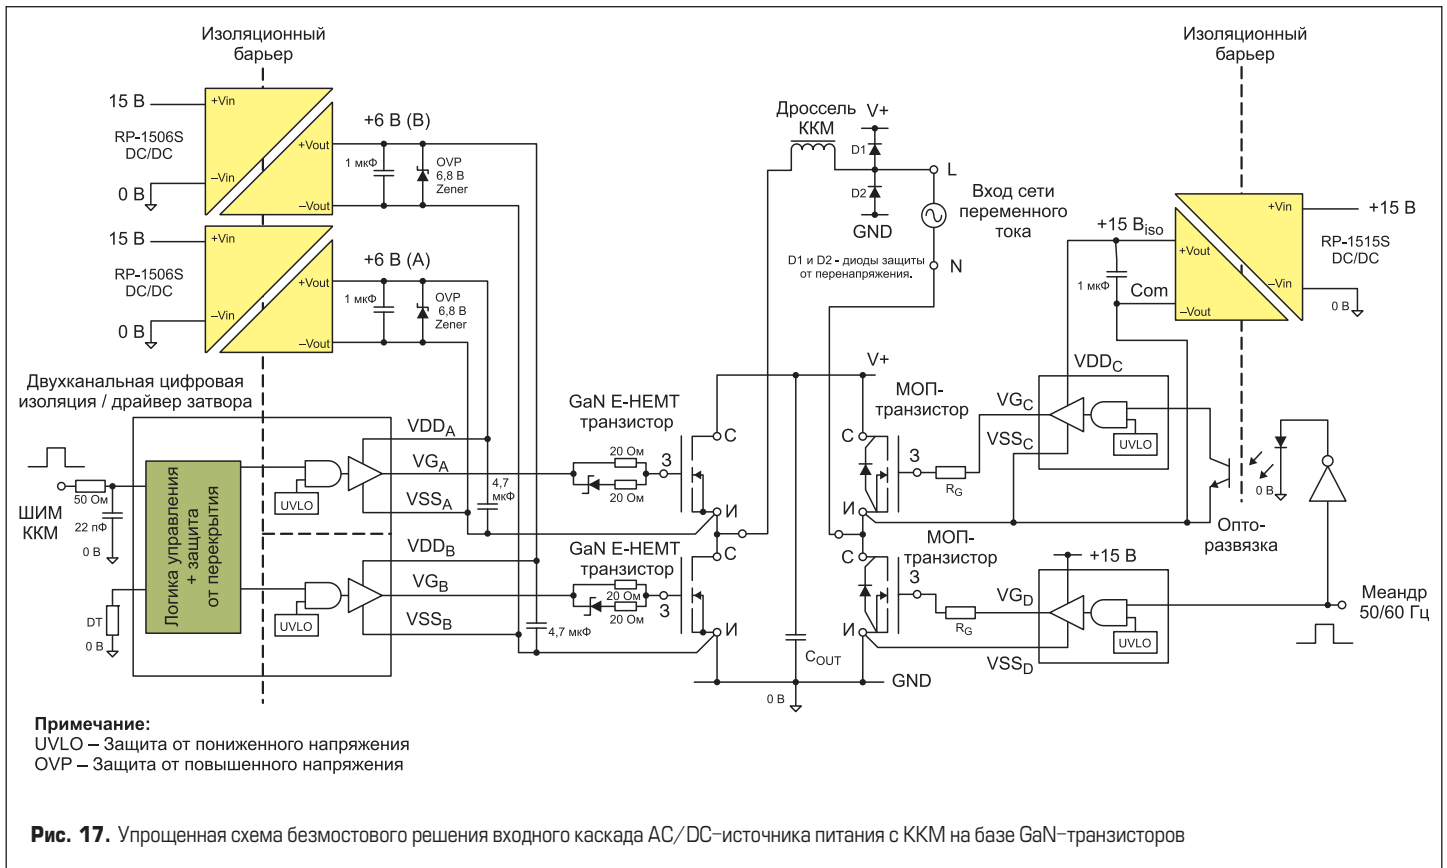 Изоляционный
барьер
15 В
+Vin
RP-1506S
DC/DC
0 В
–Vin
+Vout
–Vout
+6 В (B)
1 мкФ
OVP
6,8 В
Zener
15 В
+Vin
RP-1506S
DC/DC
0 В
–Vin
+Vout
–Vout
+6 В (A)
1 мкФ
OVP
6,8 В
Zener
Дроссель
ККМ
V+
D1
D2
GND
L
Вход сети
переменного
тока
N
D1 и D2 - диоды защиты
от перенапряжения.
Изоляционный
барьер
+15 Вiso
+Vin
+15 В
RP-1515S
DC/DC
+Vout
–Vin
0 В
1 мкФ
Com
–Vout
Двухканальная цифровая
изоляция / драйвер затвора
ШИМ
ККМ
50 Ом
22 пФ
0 В
DT
0 В
Логика управления
+ защита
от перекрытия
UVLO
VDDA
VGA
VSSA
4,7
мкФ
UVLO
VDDB
VGB
VSSB
4,7 мкФ
GaN E-HEMT
транзистор
20 Ом
20 Ом
З
С
И
GaN E-HEMT
транзистор
20 Ом
20 Ом
З
С
И
V+
COUT
0 В
GND
МОП-
транзистор
С
З
И
RG
VGC
VSSC
VDDC
UVLO
0 В
Опто-
развязка
МОП-
транзистор
С
З
И
RG
VGD
VSSD
+15 В
UVLO
Меандр
50/60 Гц
Примечание:
UVLO – Защита от пониженного напряжения
OVP – Защита от повышенного напряжения
Рис. 17. Упрощенная схема безмостового решения входного каскада AC/DC-источника питания с ККМ на базе GaN-транзисторов